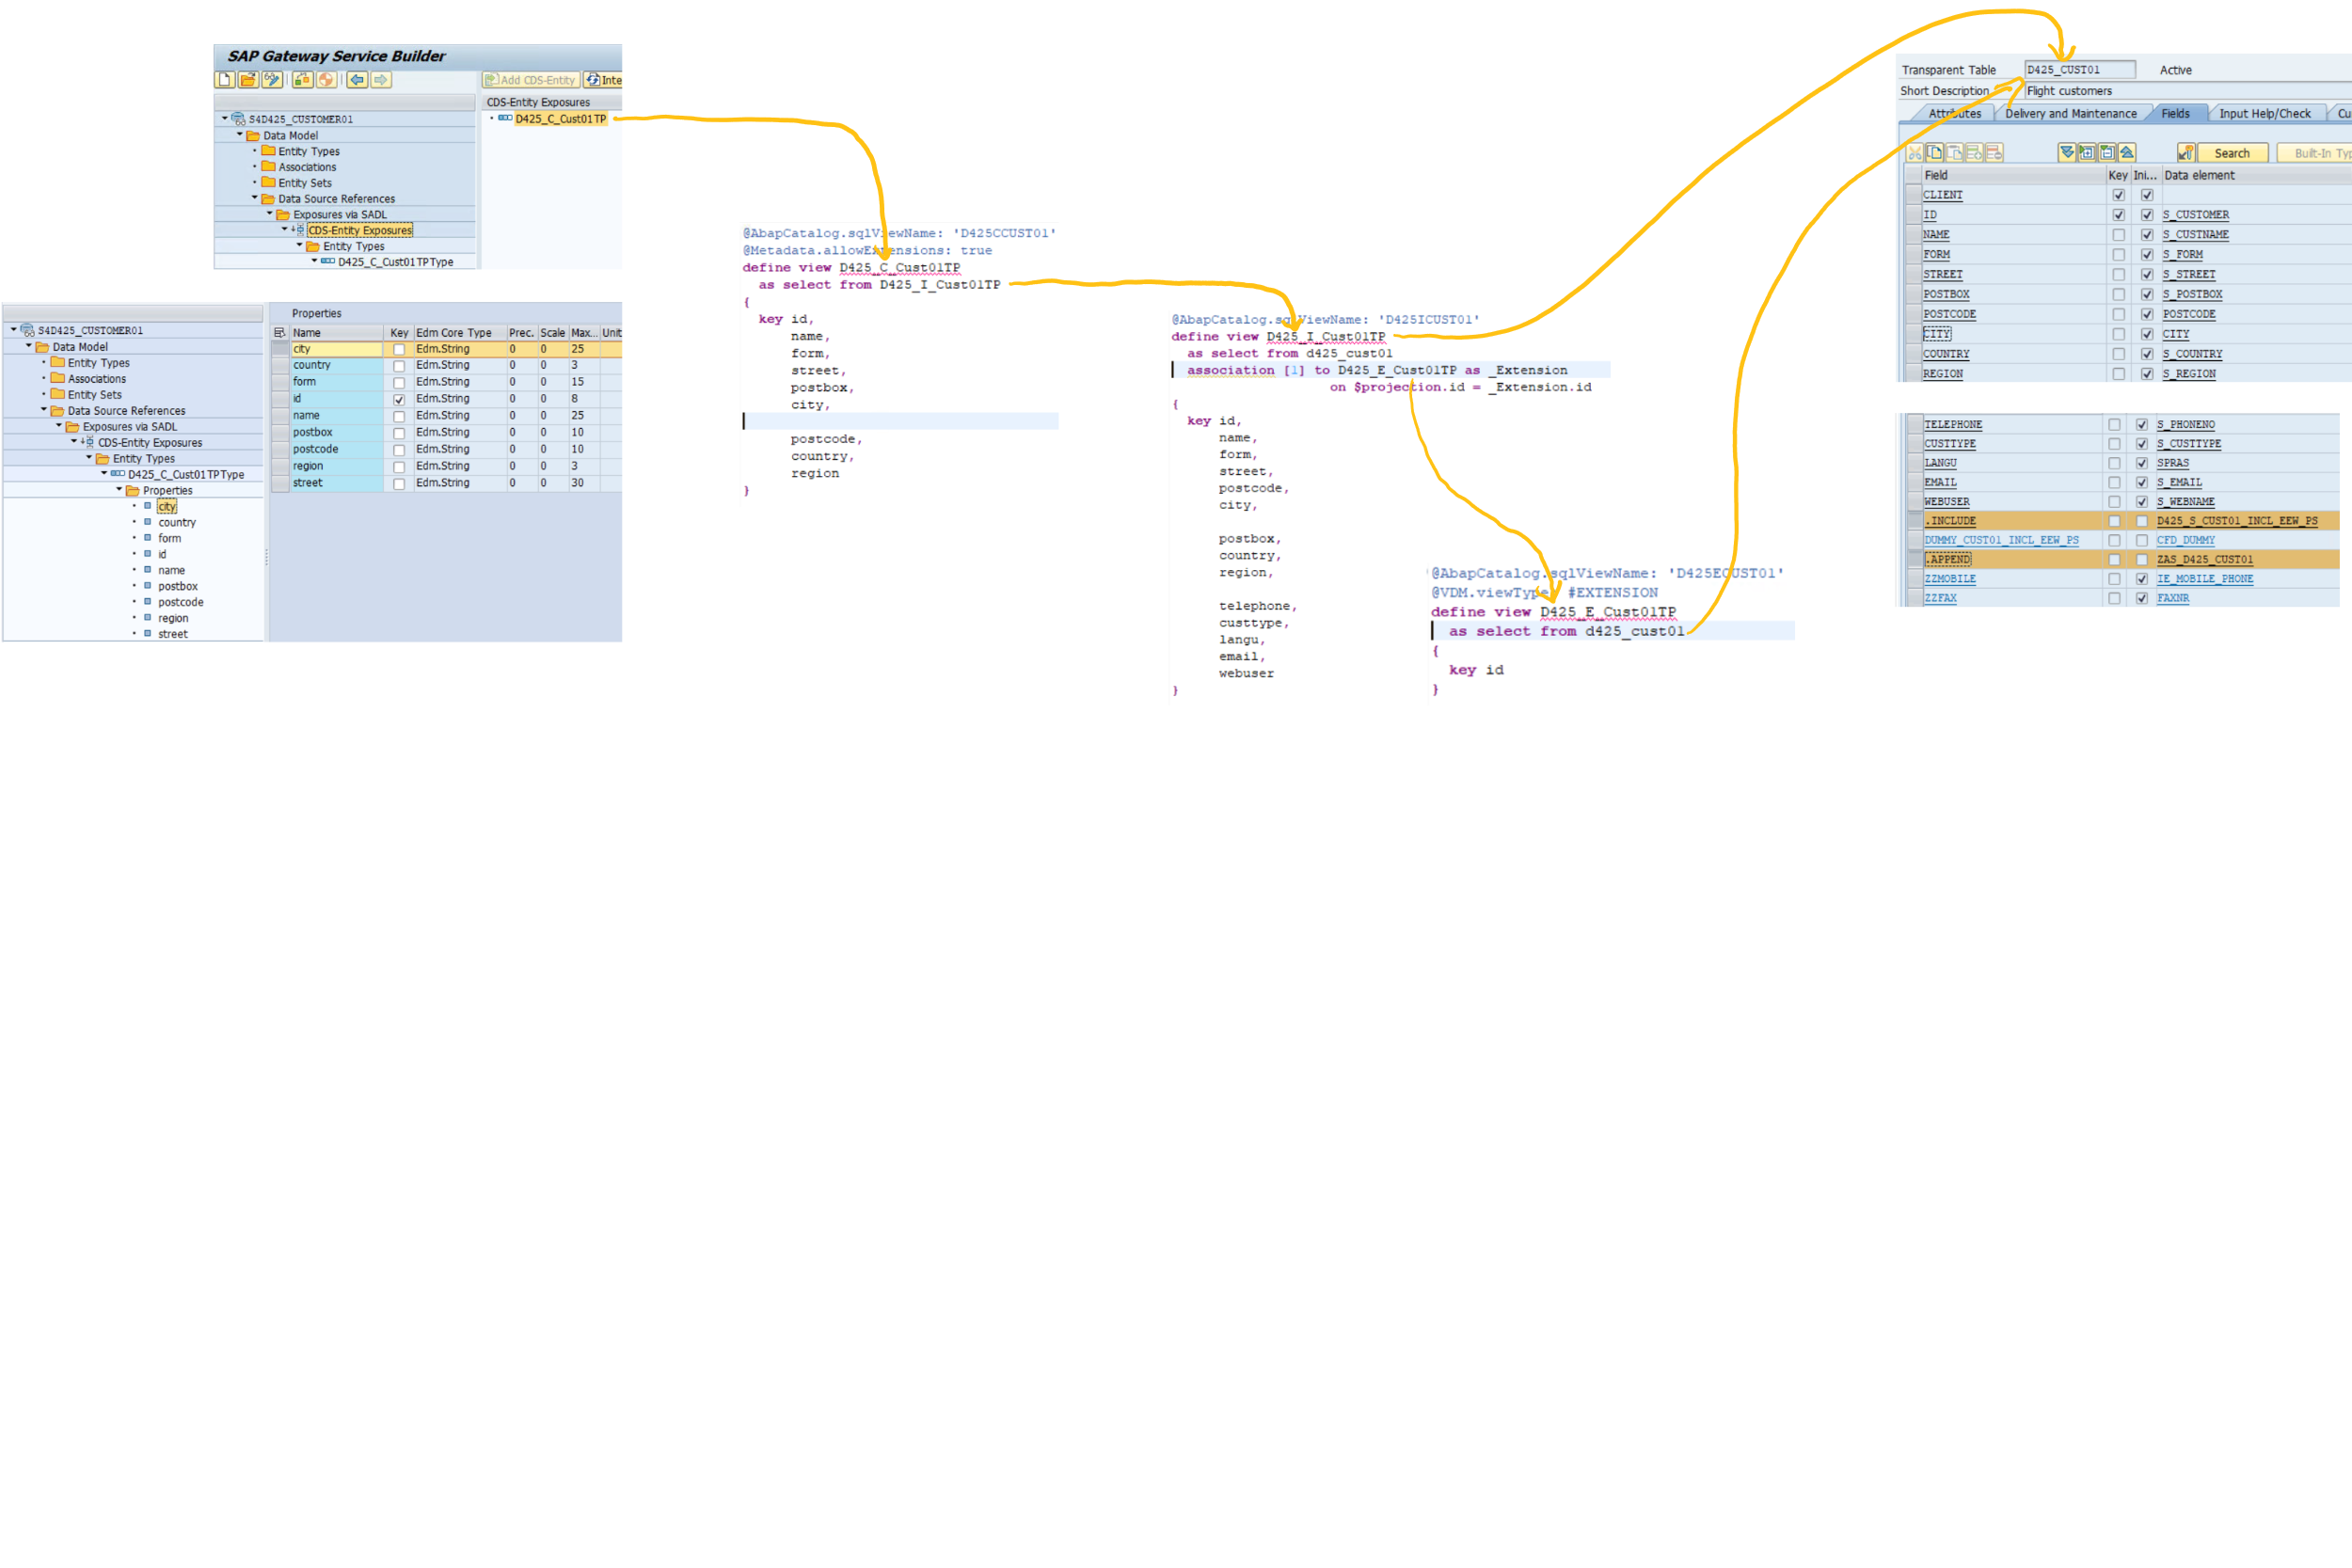 SAP Gateway Service Builder
Add CDS-Entity Inte
CDS-Entity Exposures
D425_C_Cust01TP
S4D425_CUSTOMER01
Data Model
Entity Types
Associations
Entity Sets
Data Source References
Exposures via SADL
CDS-Entity Exposures
Entity Types
D425_C_Cust01TPType
S4D425_CUSTOMER01
Data Model
Entity Types
Associations
Entity Sets
Data Source References
Exposures via SADL
CDS-Entity Exposures
Entity Types
D425_C_Cust01TPType
Properties
city
country
form
id
name
postbox
postcode
region
street
Properties
Name Key Edm Core Type Prec. Scale Max... Unit
city Edm.String 0 0 25
country Edm.String 0 0 3
form Edm.String 0 0 15
id Edm.String 0 0 8
name Edm.String 0 0 25
postbox Edm.String 0 0 10
postcode Edm.String 0 0 10
region Edm.String 0 0 3
street Edm.String 0 0 30
@AbapCatalog.sqlViewName: 'D425CCUST01'
@Metadata.allowExtensions: true
define view D425_C_Cust01TP
as select from D425_I_Cust01TP
{
key id,
name,
form,
street,
postbox,
city,
postcode,
country,
region
}
@AbapCatalog.sqlViewName: 'D425ICUST01'
define view D425_I_Cust01TP
as select from d425_cust01
association [1] to D425_E_Cust01TP as _Extension
on $projection.id = _Extension.id
{
key id,
name,
form,
street,
postcode,
city,
postbox,
country,
region,
telephone,
custtype,
langu,
email,
webuser
}
@AbapCatalog.sqlViewName: 'D425ECUST01'
@VDM.viewType: #EXTENSION
define view D425_E_Cust01TP
as select from d425_cust01
{
key id
}
Transparent Table D425_CUST01 Active
Short Description Flight customers
Attributes Delivery and Maintenance Fields Input Help/Check Cu
Search Built-In Typ
Field Key Ini... Data element
CLIENT
ID S_CUSTOMER
NAME S_CUSTNAME
FORM S_FORM
STREET S_STREET
POSTBOX S_POSTBOX
POSTCODE POSTCODE
CITY CITY
COUNTRY S_COUNTRY
REGION S_REGION
TELEPHONE S_PHONENO
CUSTTYPE S_CUSTTYPE
LANGU SPRAS
EMAIL S_EMAIL
WEBUSER S_WEBNAME
.INCLUDE D425_S_CUST01_INCL_EEW_PS
DUMMY_CUST01_INCL_EEW_PS CFD_DUMMY
.APPEND ZAS_D425_CUST01
ZZMOBILE IE_MOBILE_PHONE
ZZFAX FAXNR